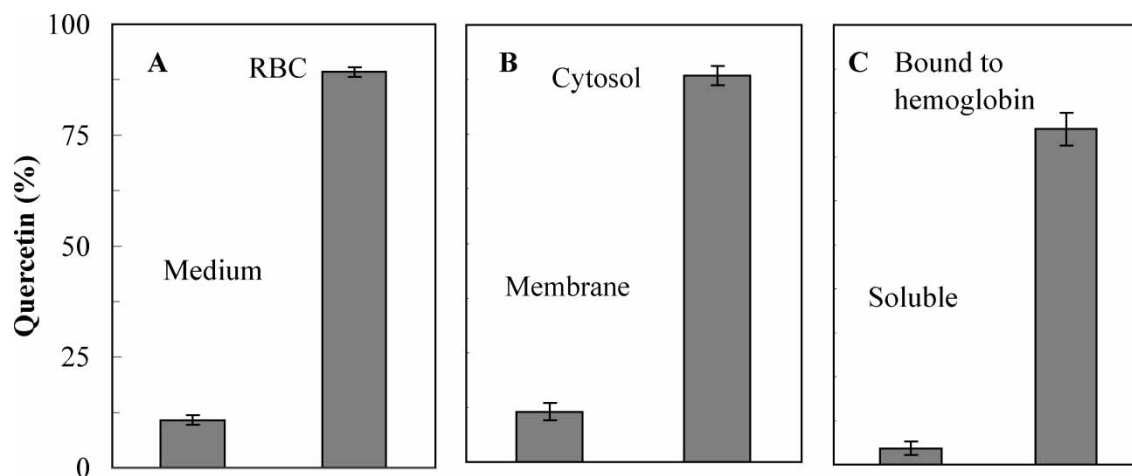 100
75
50
25
0
Quercetin (%)
A
RBC
Medium
B
Cytosol
Membrane
C
Bound to
hemoglobin
Soluble